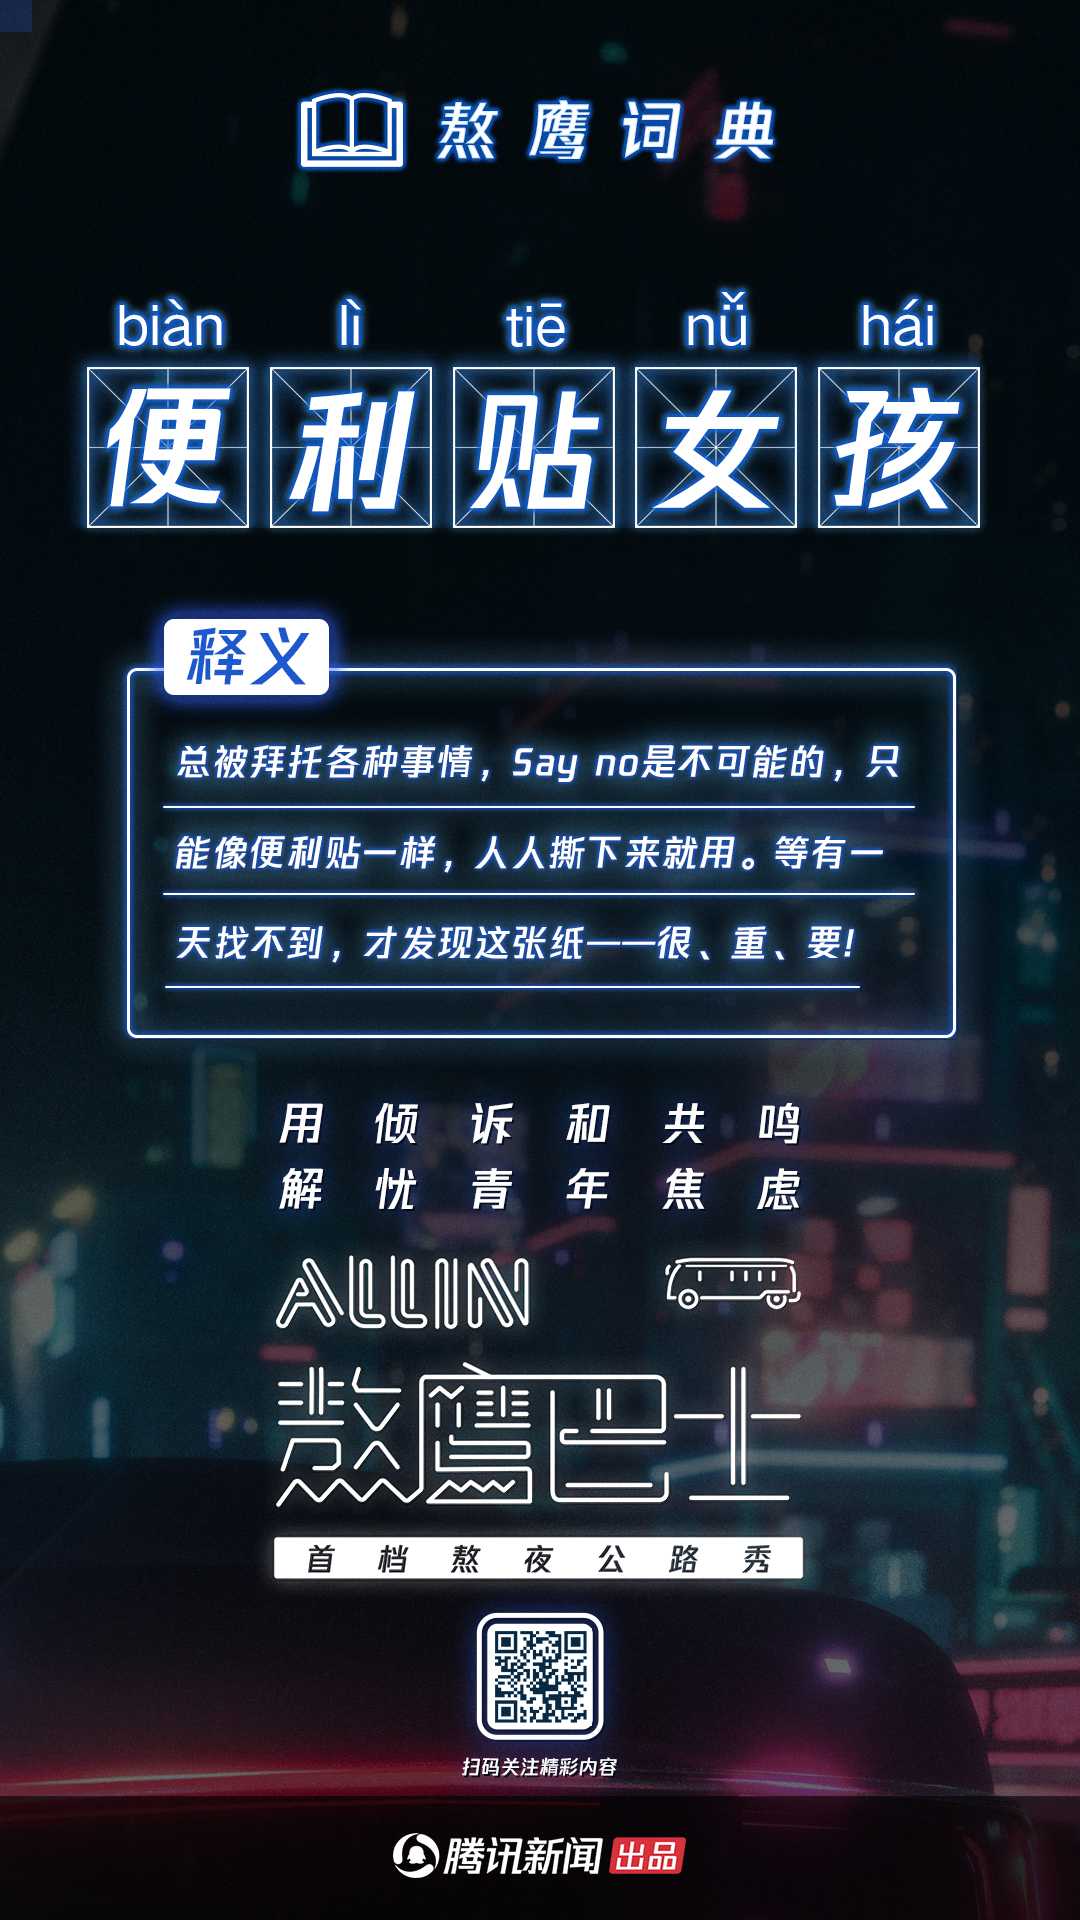 熬鹰词典
biàn lì tiē nǚ hái
便利贴女孩
释义
总被拜托各种事情，Say no是不可能的，只
能像便利贴一样，人人撕下来就用。等有一
天找不到，才发现这张纸——很、重、要!
用倾诉和共鸣
解忧青年焦虑
ALL IN
熬鹰巴士
首档熬夜公路秀
扫码关注精彩内容
腾讯新闻 出品